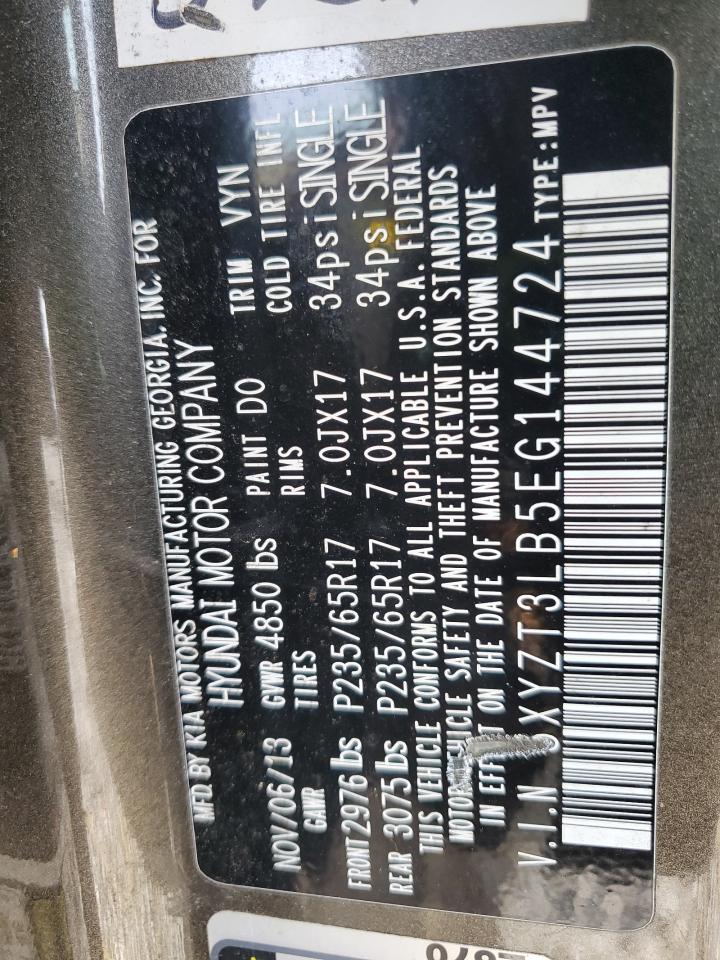 MFD BY KIA MOTORS MANUFACTURING GEORGIA, INC. FOR
HYUNDAI MOTOR COMPANY
NOV/06/13 GVWR 4850 lbs PAINT DO TRIM VYN
GAWR TIRES RIMS COLD TIRE INFL
FRONT 2976 lbs P235/65R17 7.0JX17 34psi SINGLE
REAR 3075 lbs P235/65R17 7.0JX17 34psi SINGLE
THIS VEHICLE CONFORMS TO ALL APPLICABLE U.S.A. FEDERAL
MOTOR VEHICLE SAFETY AND THEFT PREVENTION STANDARDS
IN EFFECT ON THE DATE OF MANUFACTURE SHOWN ABOVE
V.I.N XYZT3LB5EG144724 TYPE:MPV